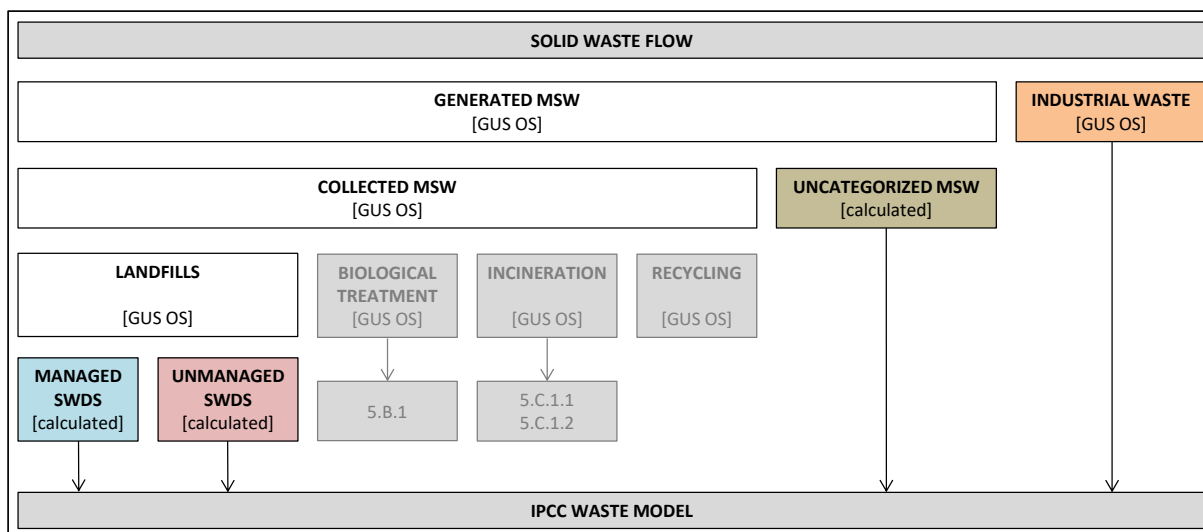 SOLID WASTE FLOW
GENERATED MSW
[GUS OS]
INDUSTRIAL WASTE
[GUS OS]
COLLECTED MSW
[GUS OS]
UNCATEGORIZED MSW
[calculated]
LANDFILLS
[GUS OS]
BIOLOGICAL
TREATMENT
[GUS OS]
INCINERATION
[GUS OS]
RECYCLING
[GUS OS]
MANAGED
SWDS
[calculated]
UNMANAGED
SWDS
[calculated]
5.B.1
5.C.1.1
5.C.1.2
IPCC WASTE MODEL